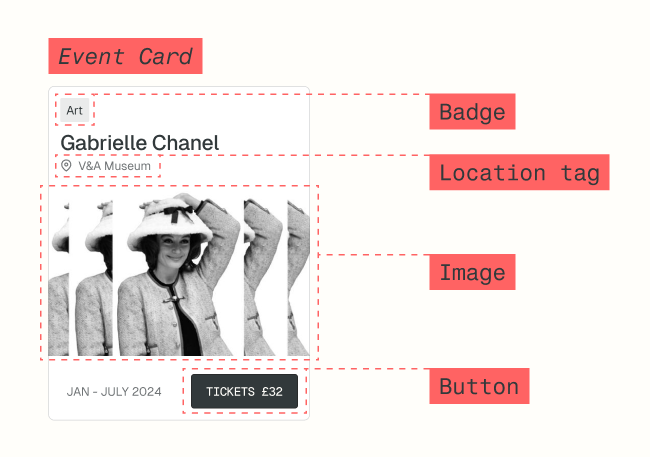 Event Card
Art
Badge
Gabrielle Chanel
V&A Museum
Location tag
Image
JAN - JULY 2024
TICKETS £32
Button